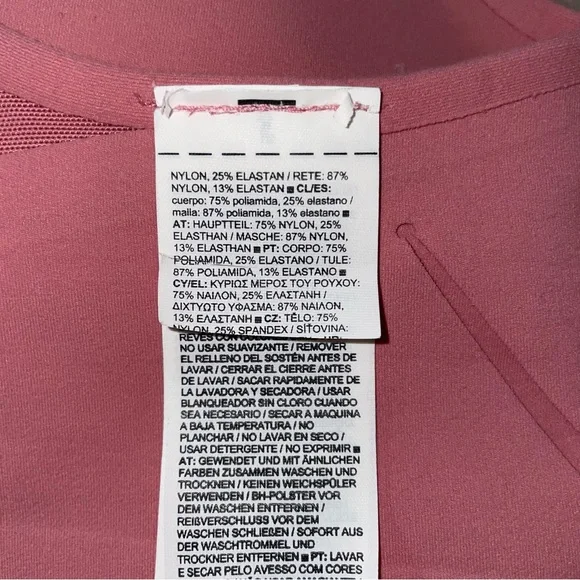 NYLON, 25% ELASTAN / RETE: 87%
NYLON, 13% ELASTAN ■ CL/ES:
cuerpo: 75% poliamida, 25% elastano /
malla: 87% poliamida, 13% elastano ■
AT: HAUPTTEIL: 75% NYLON, 25%
ELASTHAN / MASCHE: 87% NYLON,
13% ELASTHAN ■ PT: CORPO: 75%
POLIAMIDA, 25% ELASTANO / TULE:
87% POLIAMIDA, 13% ELASTANO ■
CY/EL: ΚΥΡΙΩΣ ΜΕΡΟΣ ΤΟΥ ΡΟΥΧΟΥ:
75% ΝΑΙΛΟΝ, 25% ΕΛΑΣΤΑΝΗ /
ΔΙΧΤΥΩΤΟ ΥΦΑΣΜΑ: 87% ΝΑΙΛΟΝ,
13% ΕΛΑΣΤΑΝΗ ■ CZ: TĚLO: 75%
NYLON, 25% SPANDEX / SÍŤOVINA:
NO USAR SUAVIZANTE / REMOVER
EL RELLENO DEL SOSTÉN ANTES DE
LAVAR / CERRAR EL CIERRE ANTES
DE LAVAR / SACAR RAPIDAMENTE DE
LA LAVADORA Y SECADORA / USAR
BLANQUEADOR SIN CLORO CUANDO
SEA NECESARIO / SECAR A MAQUINA
A BAJA TEMPERATURA / NO
PLANCHAR / NO LAVAR EN SECO /
USAR DETERGENTE / NO EXPRIMIR ■
AT: GEWENDET UND MIT ÄHNLICHEN
FARBEN ZUSAMMEN WASCHEN UND
TROCKNEN / KEINEN WEICHSPÜLER
VERWENDEN / BH-POLSTER VOR
DEM WASCHEN ENTFERNEN /
REIßVERSCHLUSS VOR DEM
WASCHEN SCHLIEßEN / SOFORT AUS
DER WASCHTROMMEL UND
TROCKNER ENTFERNEN ■ PT: LAVAR
E SECAR PELO AVESSO COM CORES